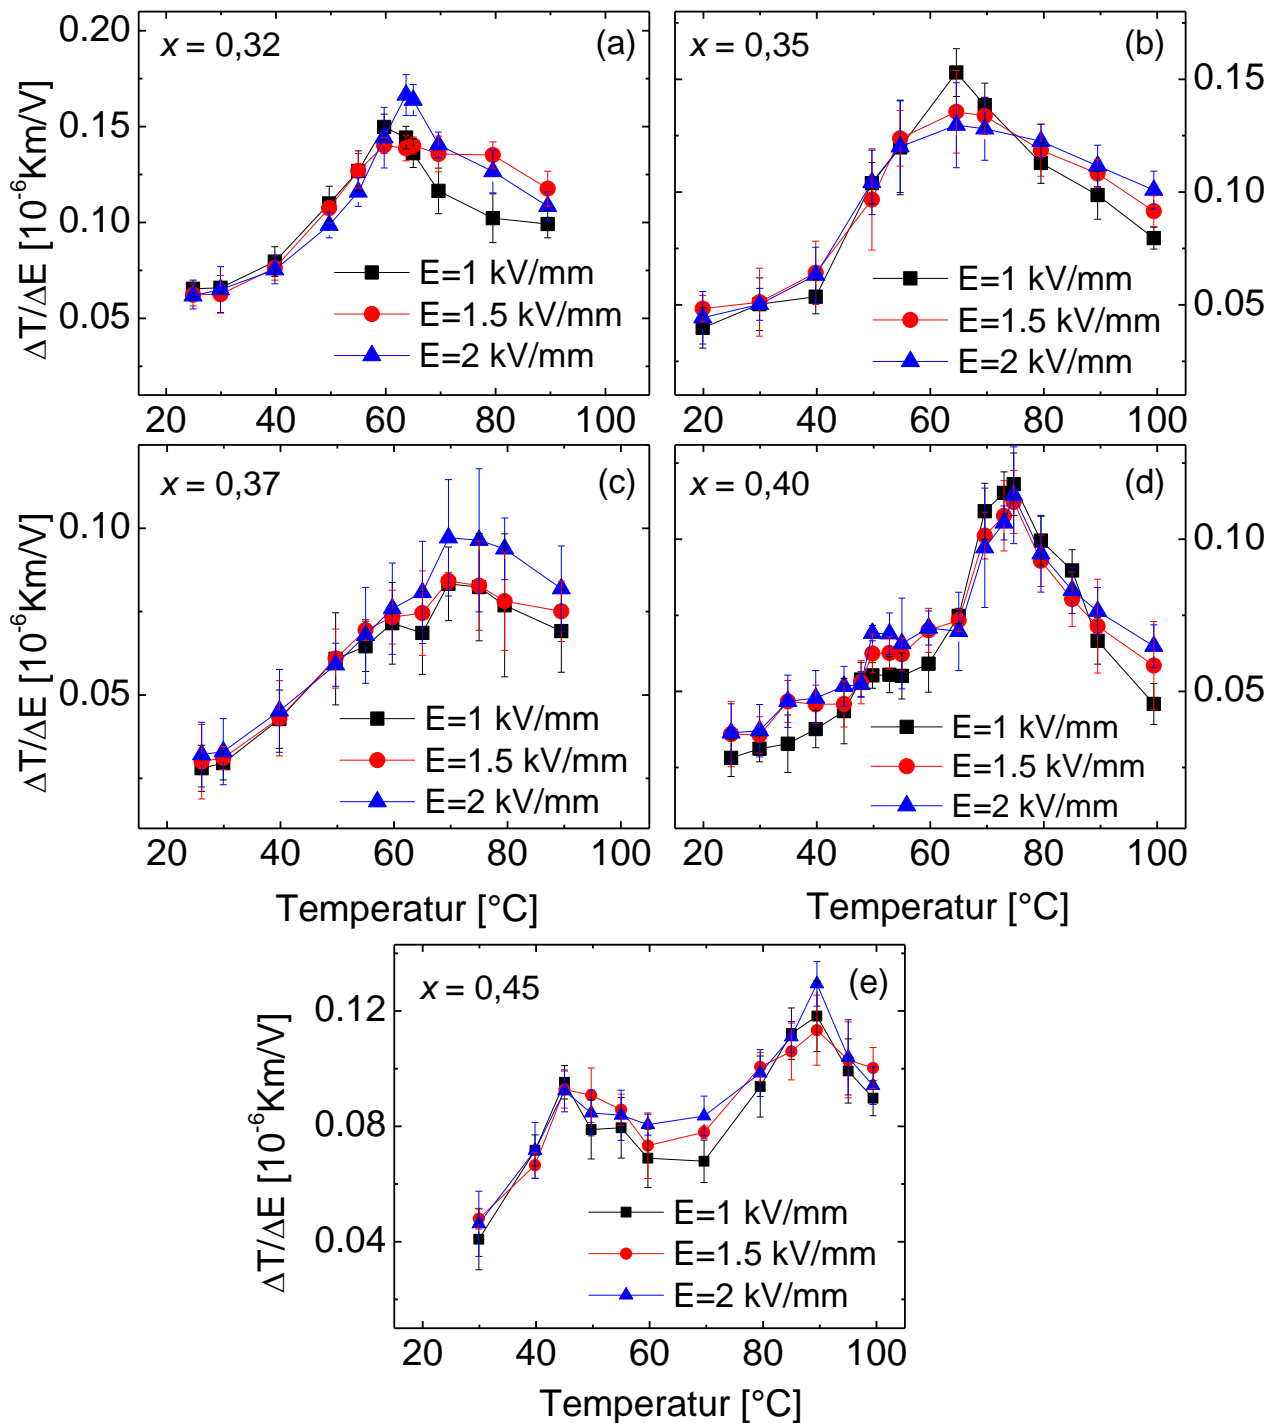 x = 0,32
(a)
0.20
0.15
0.10
0.05
ΔT/ΔE [10⁻⁶Km/V]
E=1 kV/mm
E=1.5 kV/mm
E=2 kV/mm
20 40 60 80 100
x = 0,35
(b)
0.15
0.10
0.05
E=1 kV/mm
E=1.5 kV/mm
E=2 kV/mm
20 40 60 80 100
x = 0,37
(c)
0.10
0.05
ΔT/ΔE [10⁻⁶Km/V]
E=1 kV/mm
E=1.5 kV/mm
E=2 kV/mm
20 40 60 80 100
Temperatur [°C]
x = 0,40
(d)
0.10
0.05
E=1 kV/mm
E=1.5 kV/mm
E=2 kV/mm
20 40 60 80 100
Temperatur [°C]
x = 0,45
(e)
0.12
0.08
0.04
ΔT/ΔE [10⁻⁶Km/V]
E=1 kV/mm
E=1.5 kV/mm
E=2 kV/mm
20 40 60 80 100
Temperatur [°C]